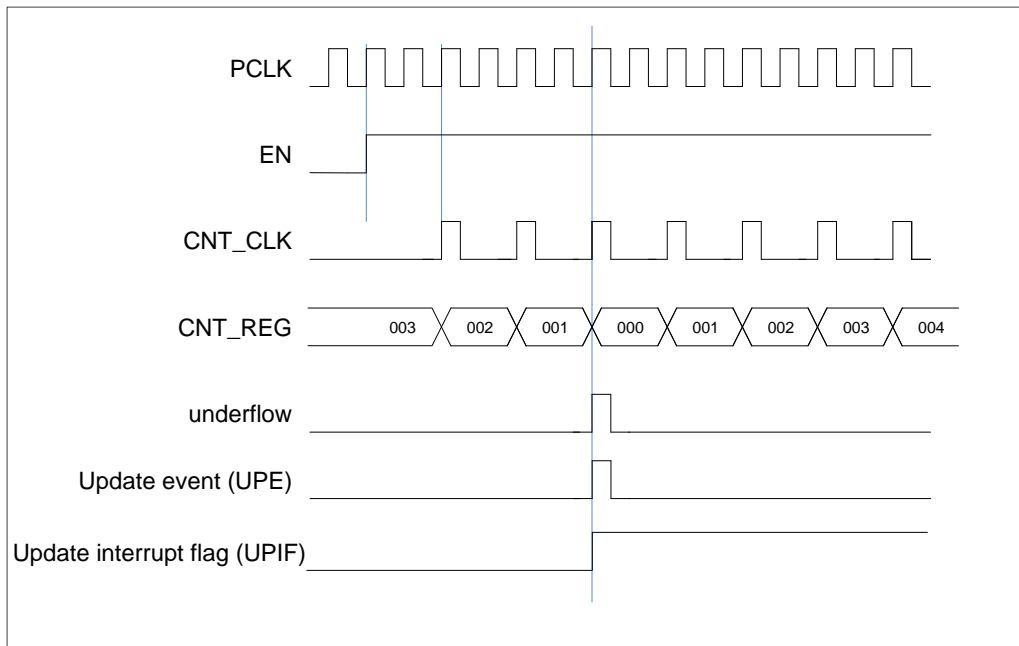 PCLK
EN
CNT_CLK
CNT_REG 003 002 001 000 001 002 003 004
underflow
Update event (UPE)
Update interrupt flag (UPIF)